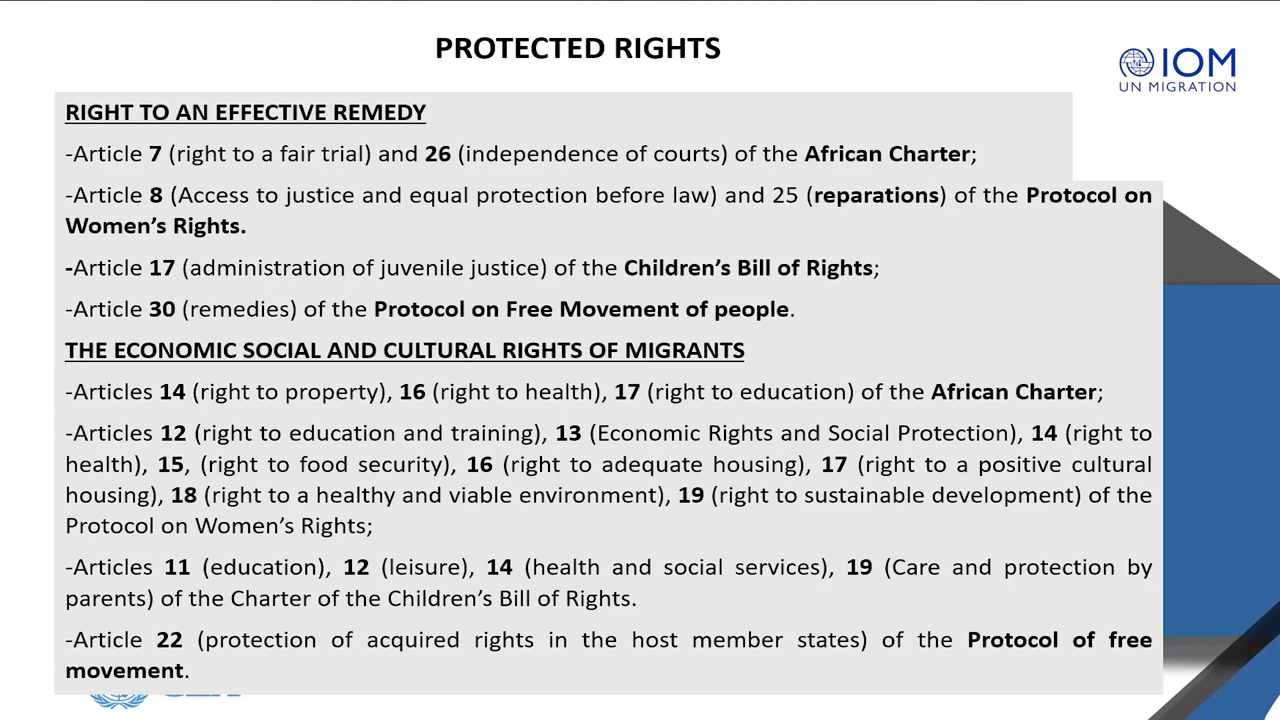 PROTECTED RIGHTS
IOM
UN MIGRATION
RIGHT TO AN EFFECTIVE REMEDY
-Article 7 (right to a fair trial) and 26 (independence of courts) of the African Charter;
-Article 8 (Access to justice and equal protection before law) and 25 (reparations) of the Protocol on
Women's Rights.
-Article 17 (administration of juvenile justice) of the Children's Bill of Rights;
-Article 30 (remedies) of the Protocol on Free Movement of people.
THE ECONOMIC SOCIAL AND CULTURAL RIGHTS OF MIGRANTS
-Articles 14 (right to property), 16 (right to health), 17 (right to education) of the African Charter;
-Articles 12 (right to education and training), 13 (Economic Rights and Social Protection), 14 (right to
health), 15, (right to food security), 16 (right to adequate housing), 17 (right to a positive cultural
housing), 18 (right to a healthy and viable environment), 19 (right to sustainable development) of the
Protocol on Women's Rights;
-Articles 11 (education), 12 (leisure), 14 (health and social services), 19 (Care and protection by
parents) of the Charter of the Children's Bill of Rights.
-Article 22 (protection of acquired rights in the host member states) of the Protocol of free
movement.